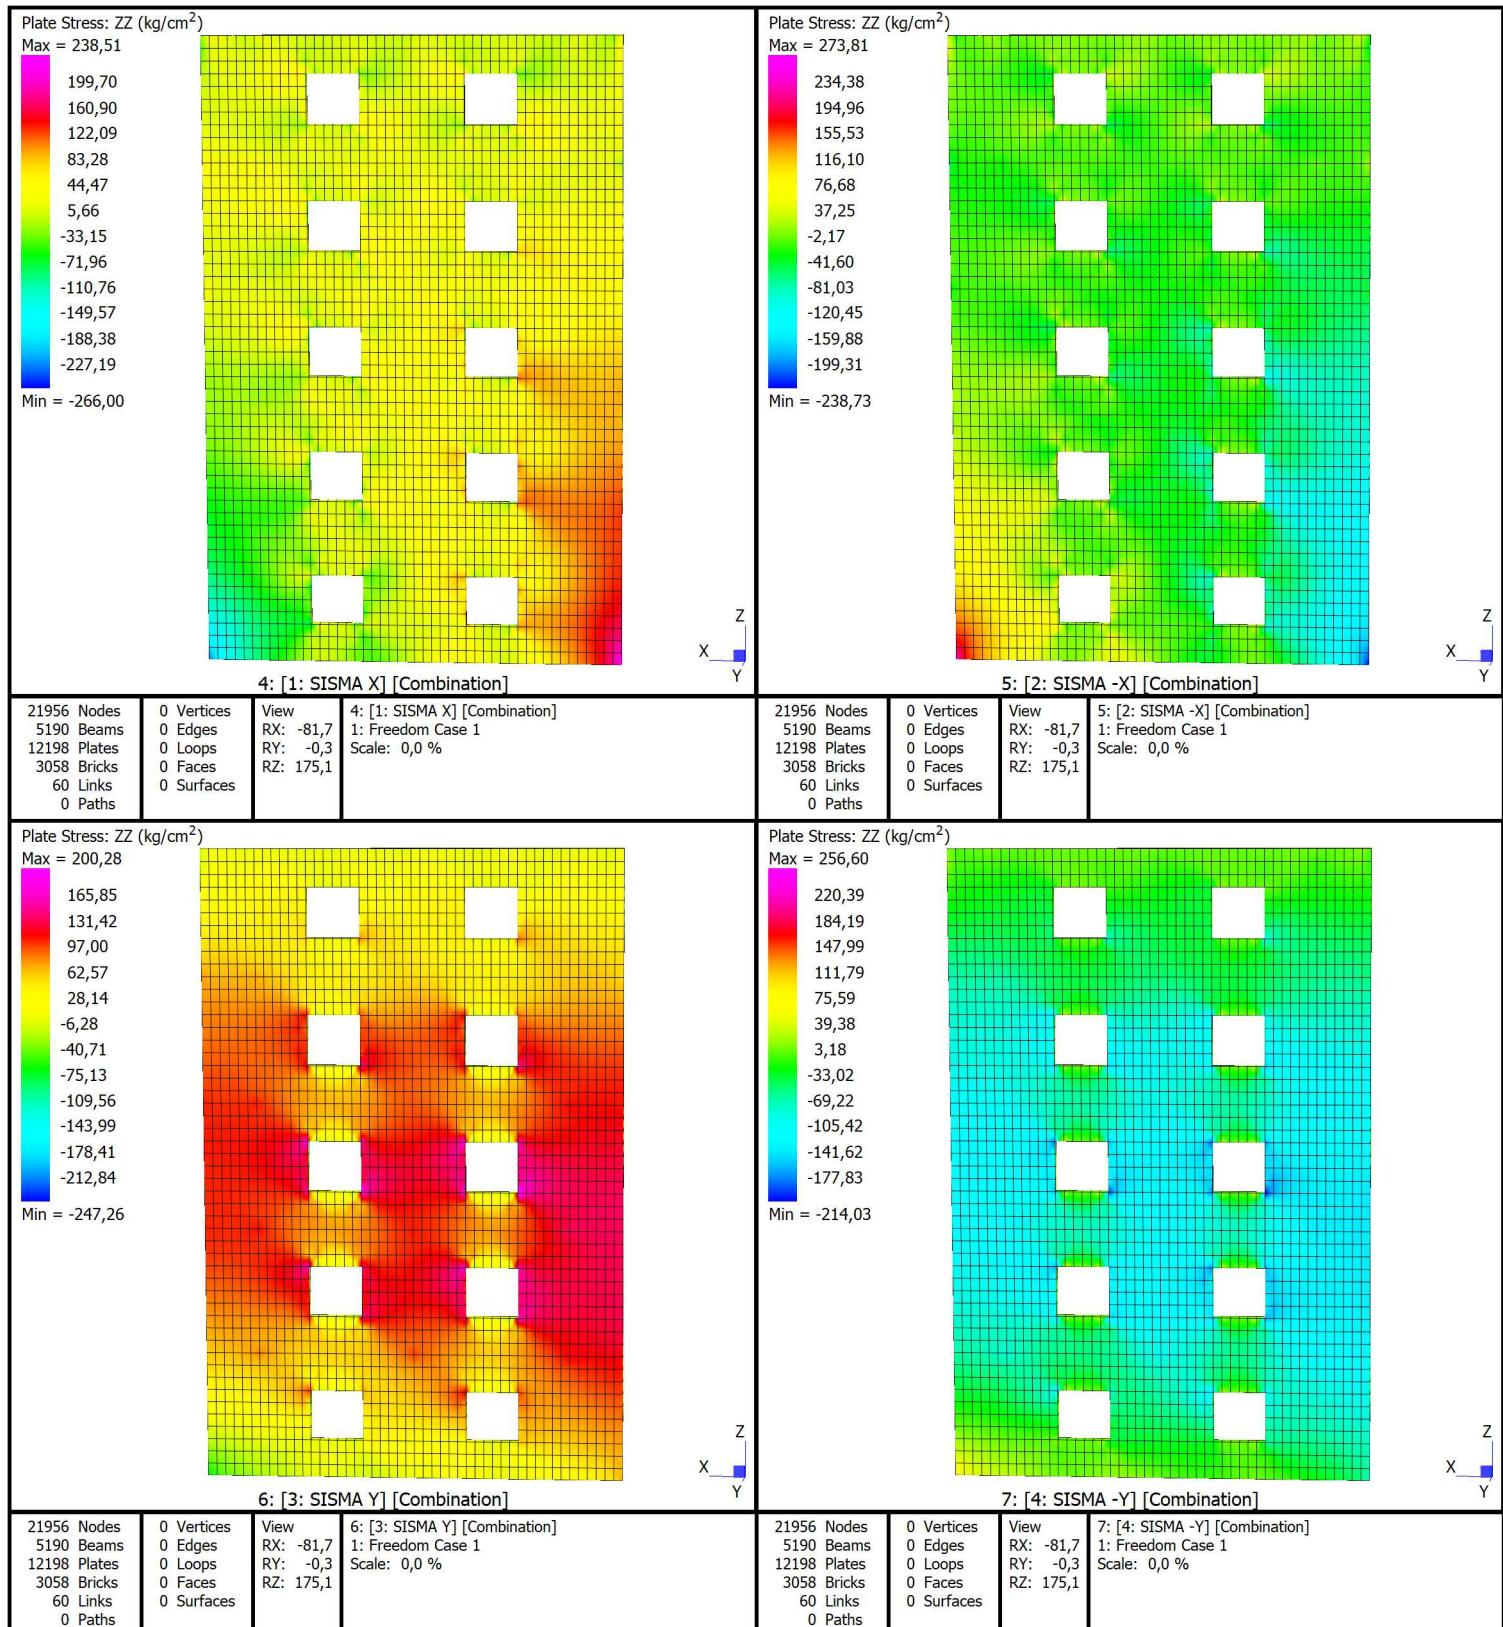 Plate Stress: ZZ (kg/cm²)
Max = 238,51
199,70
160,90
122,09
83,28
44,47
5,66
-33,15
-71,96
-110,76
-149,57
-188,38
-227,19
Min = -266,00
Z
X
Y
4: [1: SISMA X] [Combination]
21956 Nodes 0 Vertices View 4: [1: SISMA X] [Combination]
5190 Beams 0 Edges RX: -81,7 1: Freedom Case 1
12198 Plates 0 Loops RY: -0,3 Scale: 0,0 %
3058 Bricks 0 Faces RZ: 175,1
60 Links 0 Surfaces
0 Paths
Plate Stress: ZZ (kg/cm²)
Max = 273,81
234,38
194,96
155,53
116,10
76,68
37,25
-2,17
-41,60
-81,03
-120,45
-159,88
-199,31
Min = -238,73
Z
X
Y
5: [2: SISMA -X] [Combination]
21956 Nodes 0 Vertices View 5: [2: SISMA -X] [Combination]
5190 Beams 0 Edges RX: -81,7 1: Freedom Case 1
12198 Plates 0 Loops RY: -0,3 Scale: 0,0 %
3058 Bricks 0 Faces RZ: 175,1
60 Links 0 Surfaces
0 Paths
Plate Stress: ZZ (kg/cm²)
Max = 200,28
165,85
131,42
97,00
62,57
28,14
-6,28
-40,71
-75,13
-109,56
-143,99
-178,41
-212,84
Min = -247,26
Z
X
Y
6: [3: SISMA Y] [Combination]
21956 Nodes 0 Vertices View 6: [3: SISMA Y] [Combination]
5190 Beams 0 Edges RX: -81,7 1: Freedom Case 1
12198 Plates 0 Loops RY: -0,3 Scale: 0,0 %
3058 Bricks 0 Faces RZ: 175,1
60 Links 0 Surfaces
0 Paths
Plate Stress: ZZ (kg/cm²)
Max = 256,60
220,39
184,19
147,99
111,79
75,59
39,38
3,18
-33,02
-69,22
-105,42
-141,62
-177,83
Min = -214,03
Z
X
Y
7: [4: SISMA -Y] [Combination]
21956 Nodes 0 Vertices View 7: [4: SISMA -Y] [Combination]
5190 Beams 0 Edges RX: -81,7 1: Freedom Case 1
12198 Plates 0 Loops RY: -0,3 Scale: 0,0 %
3058 Bricks 0 Faces RZ: 175,1
60 Links 0 Surfaces
0 Paths